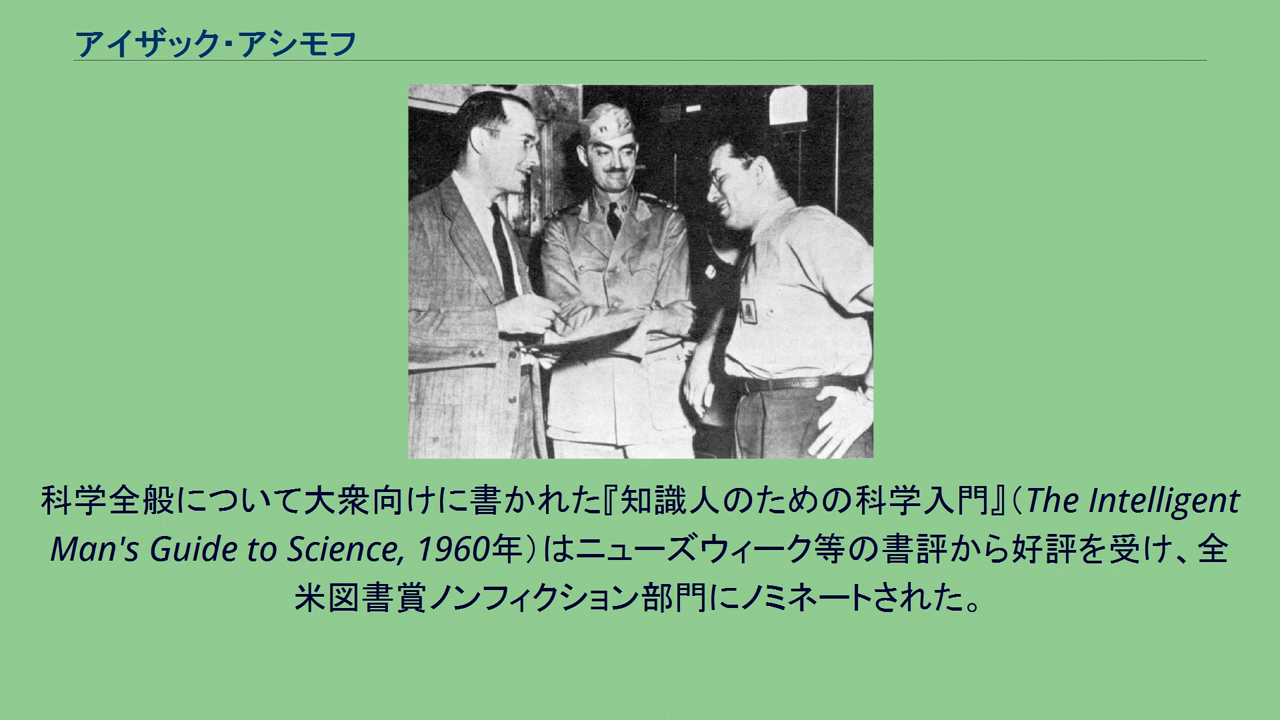 アイザック・アシモフ
科学全般について大衆向けに書かれた『知識人のための科学入門』（The Intelligent
Man's Guide to Science, 1960年）はニューズウィーク等の書評から好評を受け、全
米図書賞ノンフィクション部門にノミネートされた。